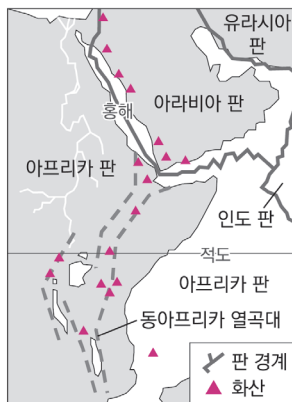 유라시아
판
아라비아 판
홍해
아프리카 판
인도 판
적도
아프리카 판
동아프리카 열곡대
판 경계
화산